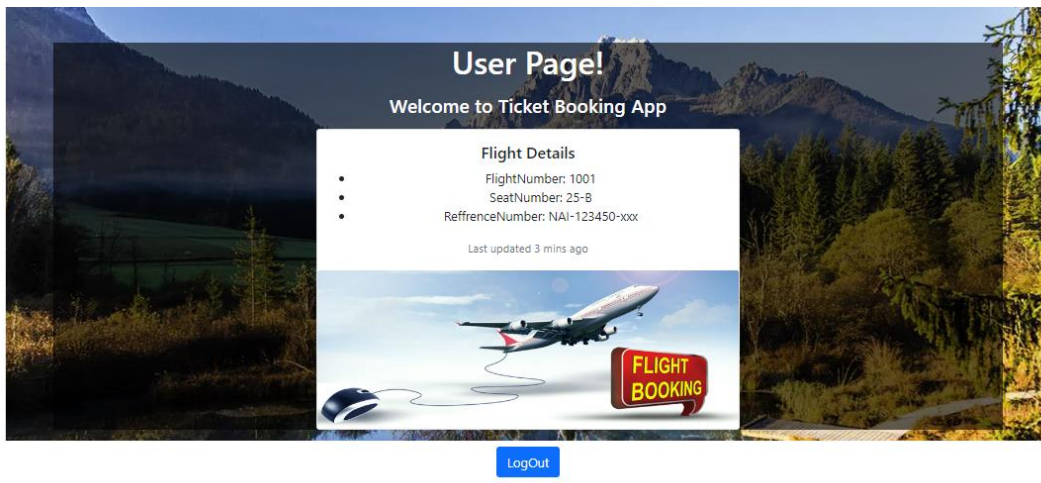 User Page!
Welcome to Ticket Booking App
Flight Details
FlightNumber: 1001
SeatNumber: 25-B
ReffrenceNumber: NAI-123450-xxx
Last updated 3 mins ago
FLIGHT
BOOKING
LogOut